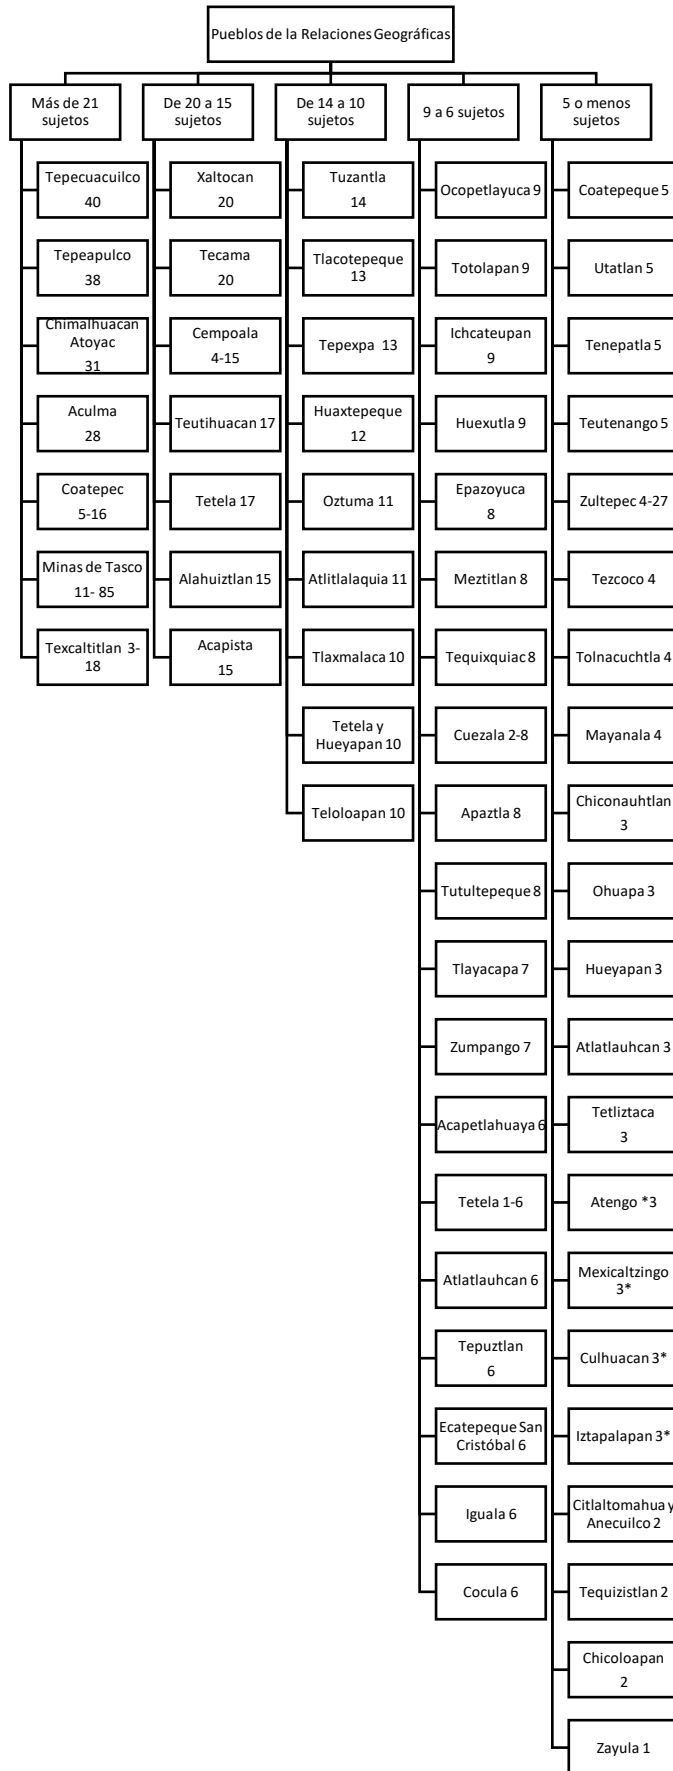 Pueblos de la Relaciones Geográficas
Más de 21
sujetos
Tepecuacuilco
40
Tepeapulco
38
Chimalhuacan
Atoyac
31
Aculma
28
Coatepec
5-16
Minas de Tasco
11- 85
Texcaltitlan 3-
18
De 20 a 15
sujetos
Xaltocan
20
Tecama
20
Cempoala
4-15
Teutihuacan 17
Tetela 17
Alahuiztlan 15
Acapista
15
De 14 a 10
sujetos
Tuzantla
14
Tlacotepeque
13
Tepexpa 13
Huaxtepeque
12
Oztuma 11
Atlitlalaquia 11
Tlaxmalaca 10
Tetela y
Hueyapan 10
Teloloapan 10
9 a 6 sujetos
Ocopetlayuca 9
Totolapan 9
Ichcateupan
9
Huexutla 9
Epazoyuca
8
Meztitlan 8
Tequixquiac 8
Cuezala 2-8
Apaztla 8
Tutultepeque 8
Tlayacapa 7
Zumpango 7
Acapetlahuaya 6
Tetela 1-6
Atlatlauhcan 6
Tepuztlan
6
Ecatepeque San
Cristóbal 6
Iguala 6
Cocula 6
5 o menos
sujetos
Coatepeque 5
Utatlan 5
Tenepatla 5
Teutenango 5
Zultepec 4-27
Tezcoco 4
Tolnacuchtla 4
Mayanala 4
Chiconauhtlan
3
Ohuapa 3
Hueyapan 3
Atlatlauhcan 3
Tetliztaca
3
Atengo *3
Mexicaltzingo
3*
Culhuacan 3*
Iztapalapan 3*
Citlaltomahua y
Anecuilco 2
Tequizistlan 2
Chicoloapan
2
Zayula 1